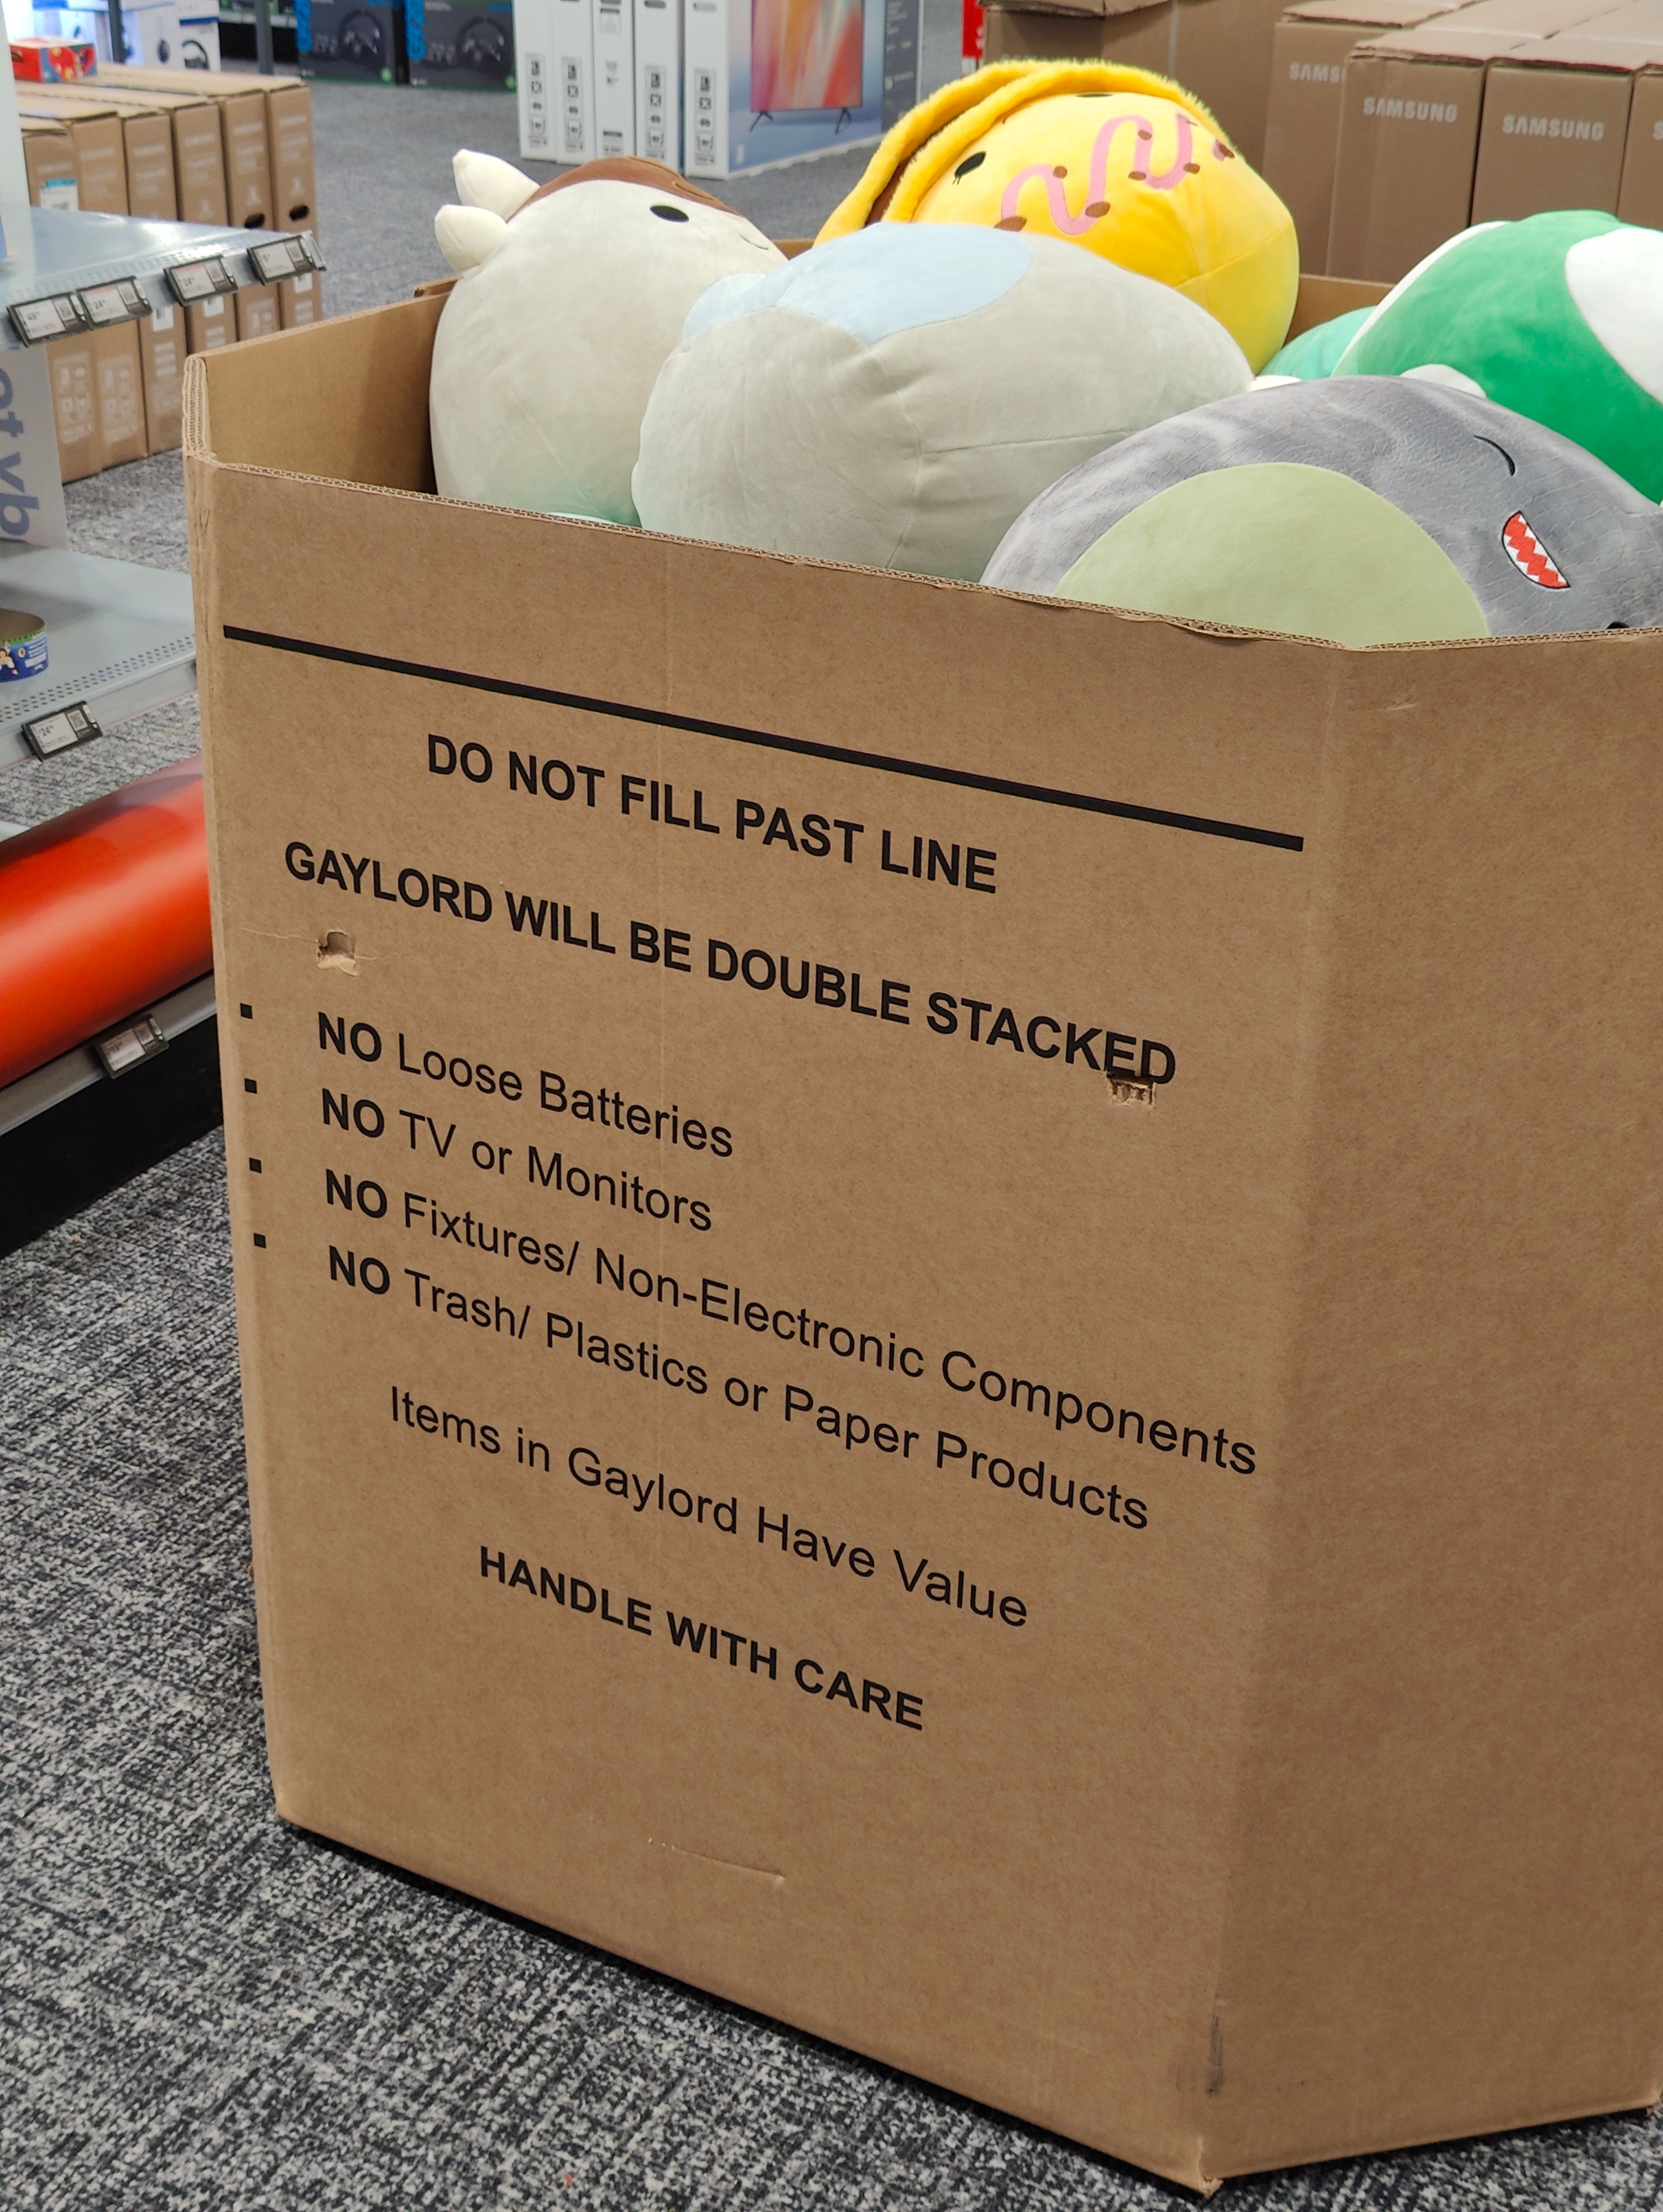 SAMSUNG
SAMSUNG
DO NOT FILL PAST LINE
GAYLORD WILL BE DOUBLE STACKED
▪ NO Loose Batteries
▪ NO TV or Monitors
▪ NO Fixtures/ Non-Electronic Components
▪ NO Trash/ Plastics or Paper Products
Items in Gaylord Have Value
HANDLE WITH CARE